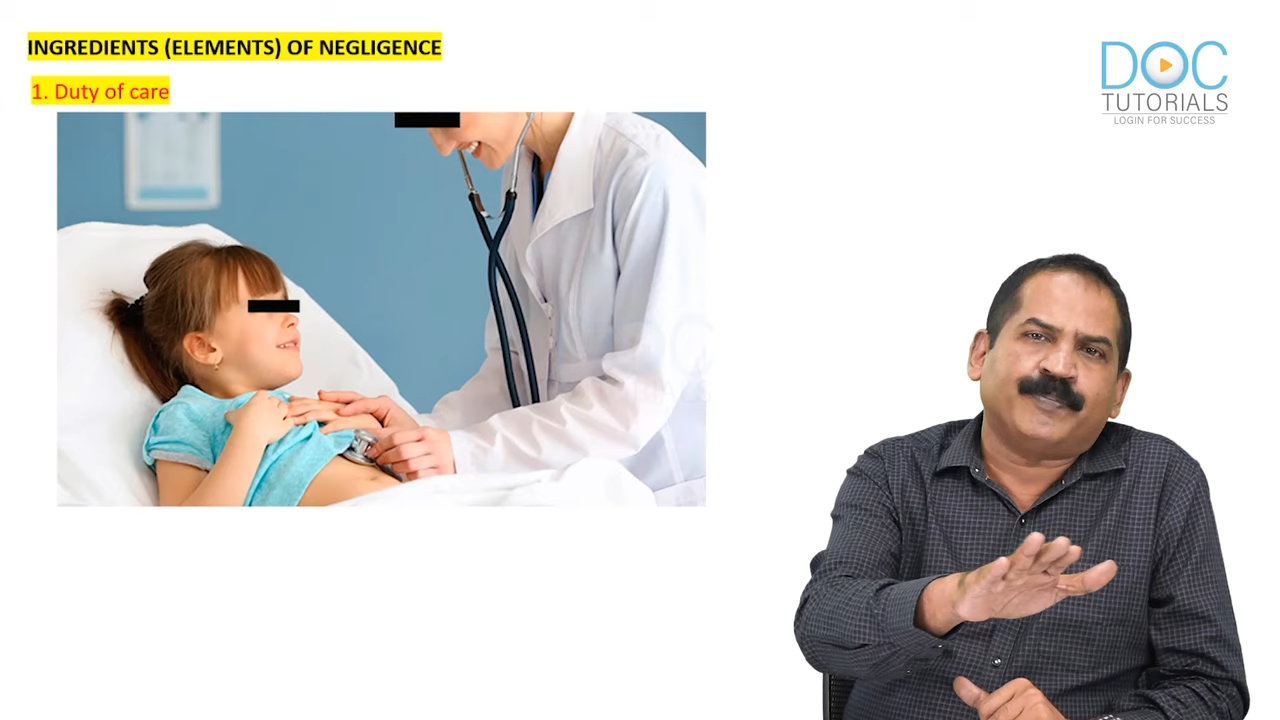 INGREDIENTS (ELEMENTS) OF NEGLIGENCE
1. Duty of care
DOC
TUTORIALS
LOGIN FOR SUCCESS